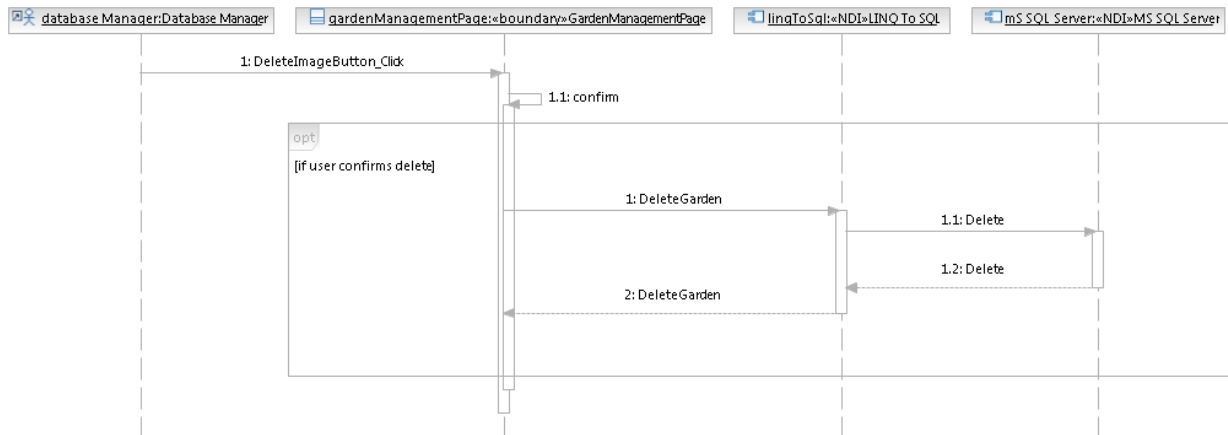 database Manager:Database Manager
gardenManagementPage:«boundary»GardenManagementPage
linqToSql:«NDI»LINQ To SQL
mS SQL Server:«NDI»MS SQL Server
1: DeleteImageButton_Click
1.1: confirm
opt
[if user confirms delete]
1: DeleteGarden
1.1: Delete
1.2: Delete
2: DeleteGarden